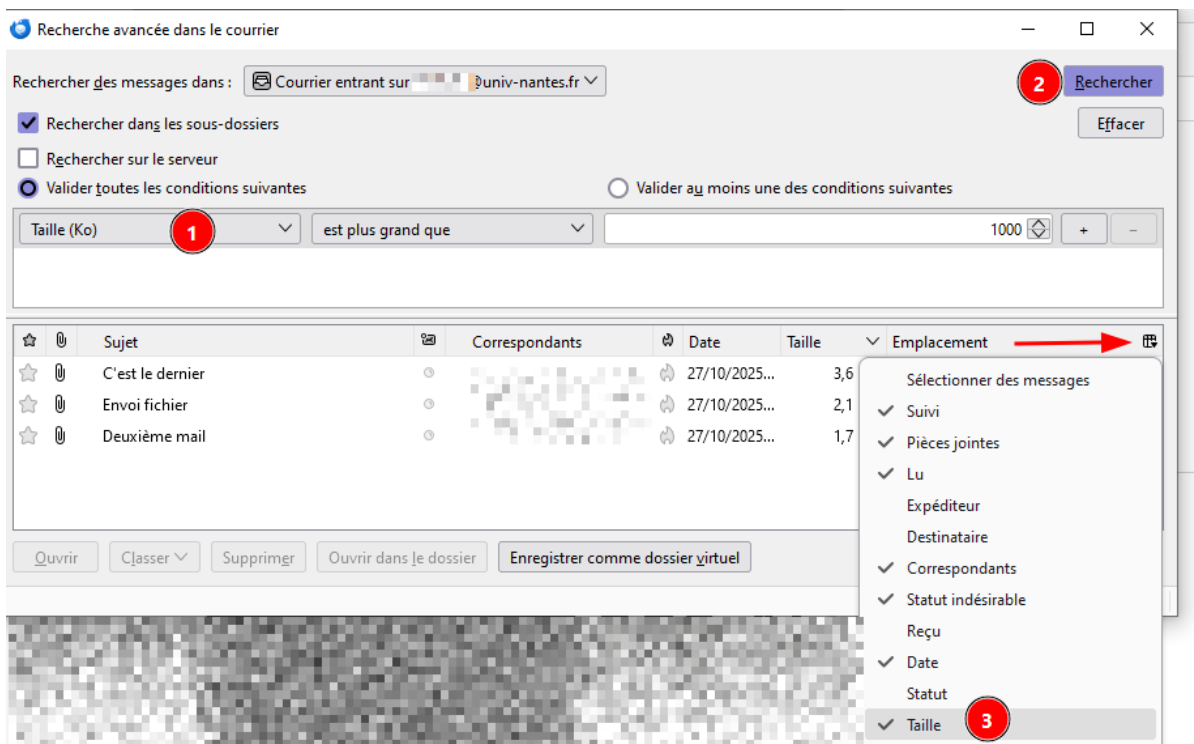 Recherche avancée dans le courrier
Rechercher des messages dans : Courrier entrant sur @univ-nantes.fr 2 Rechercher
Rechercher dans les sous-dossiers Effacer
Rechercher sur le serveur
Valider toutes les conditions suivantes Valider au moins une des conditions suivantes
Taille (Ko) 1 est plus grand que 1000 + −
Sujet Correspondants Date Taille Emplacement
C'est le dernier 27/10/2025... 3,6
Envoi fichier 27/10/2025... 2,1
Deuxième mail 27/10/2025... 1,7
Sélectionner des messages
Suivi
Pièces jointes
Lu
Expéditeur
Destinataire
Correspondants
Statut indésirable
Reçu
Date
Statut
Taille 3
Ouvrir Classer Supprimer Ouvrir dans le dossier Enregistrer comme dossier virtuel